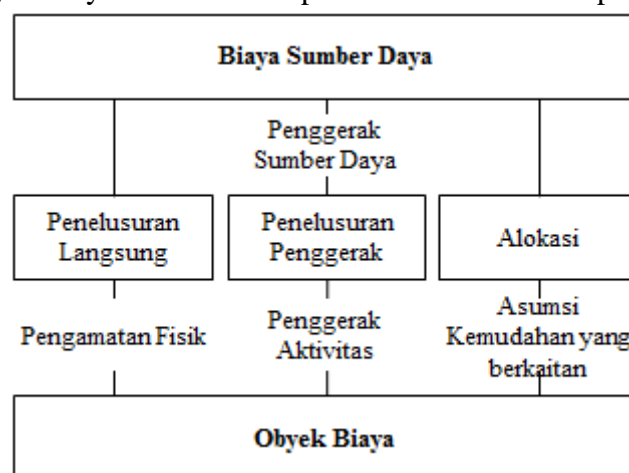 Biaya Sumber Daya
Penggerak
Sumber Daya
Penelusuran
Langsung
Penelusuran
Penggerak
Alokasi
Pengamatan Fisik
Penggerak
Aktivitas
Asumsi
Kemudahan yang
berkaitan
Obyek Biaya